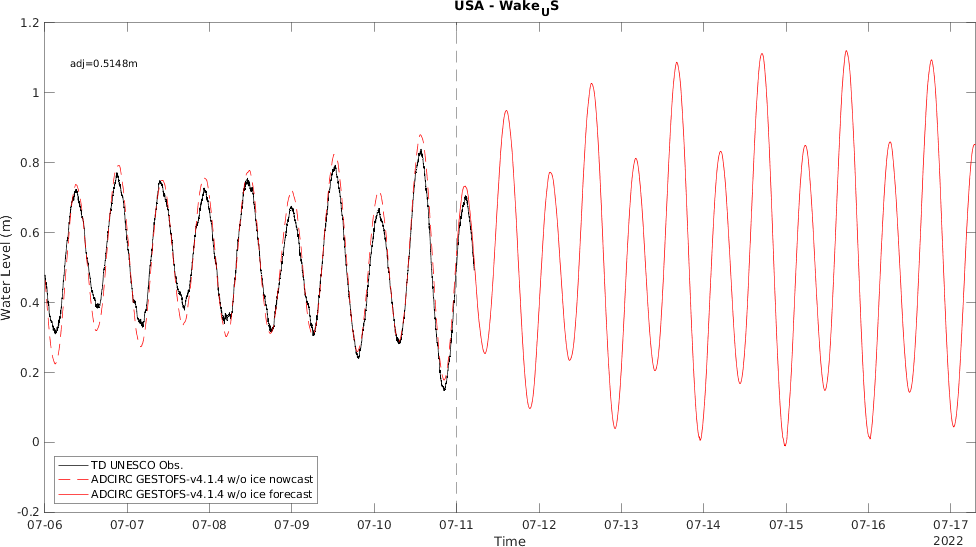 USA - Wake_US
adj=0.5148m
Water Level (m)
1.2
1
0.8
0.6
0.4
0.2
0
-0.2
TD UNESCO Obs.
ADCIRC GESTOFS-v4.1.4 w/o ice nowcast
ADCIRC GESTOFS-v4.1.4 w/o ice forecast
07-06 07-07 07-08 07-09 07-10 07-11 07-12 07-13 07-14 07-15 07-16 07-17
Time
2022